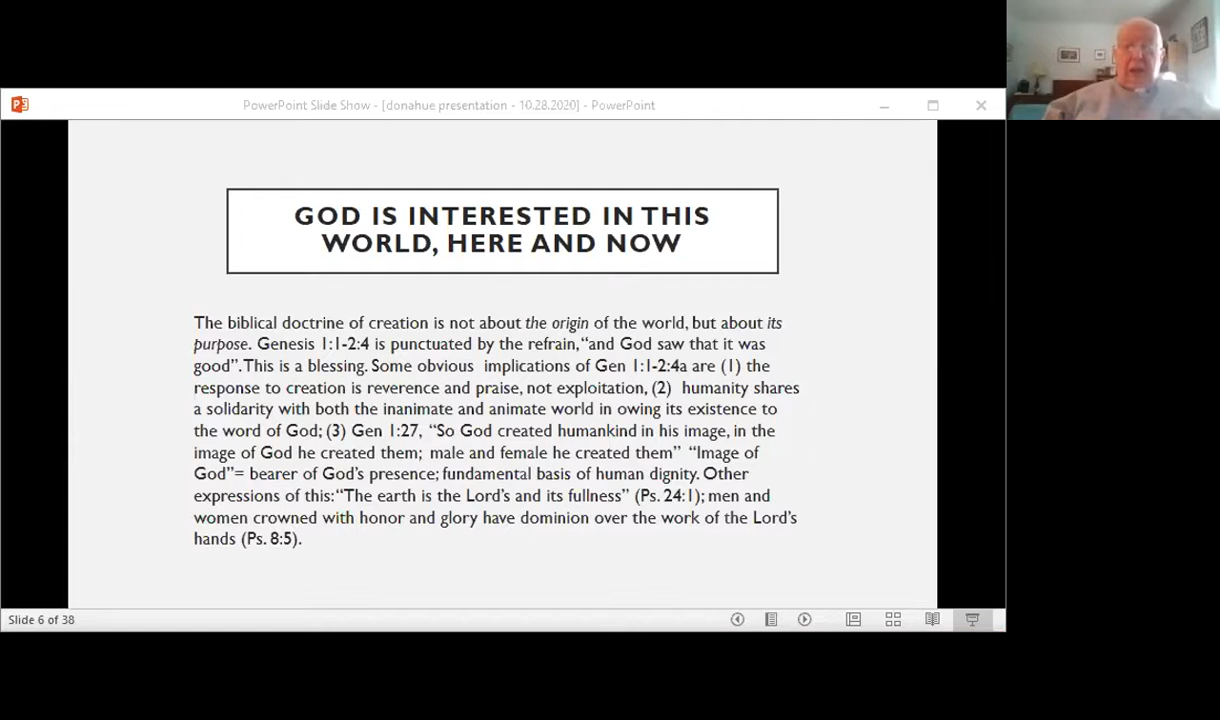 PowerPoint Slide Show - [donahue presentation - 10.28.2020] - PowerPoint
GOD IS INTERESTED IN THIS
WORLD, HERE AND NOW
The biblical doctrine of creation is not about the origin of the world, but about its
purpose. Genesis 1:1-2:4 is punctuated by the refrain, “and God saw that it was
good”. This is a blessing. Some obvious implications of Gen 1:1-2:4a are (1) the
response to creation is reverence and praise, not exploitation, (2) humanity shares
a solidarity with both the inanimate and animate world in owing its existence to
the word of God; (3) Gen 1:27, “So God created humankind in his image, in the
image of God he created them; male and female he created them” “Image of
God”= bearer of God’s presence; fundamental basis of human dignity. Other
expressions of this: “The earth is the Lord’s and its fullness” (Ps. 24:1); men and
women crowned with honor and glory have dominion over the work of the Lord’s
hands (Ps. 8:5).
Slide 6 of 38